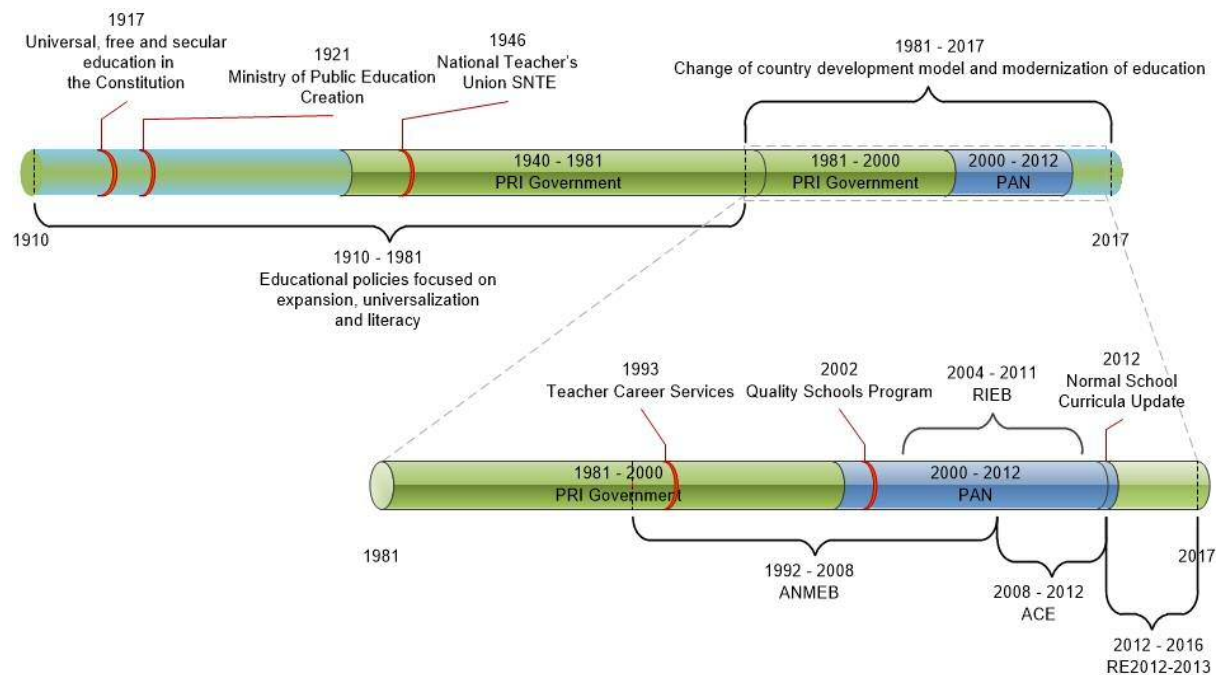 1917
Universal, free and secular
education in
the Constitution
1921
Ministry of Public Education
Creation
1946
National Teacher's
Union SNTE
1981 - 2017
Change of country development model and modernization of education
1940 - 1981
PRI Government
1981 - 2000
PRI Government
2000 - 2012
PAN
1910
2017
1910 - 1981
Educational policies focused on
expansion, universalization
and literacy
1993
Teacher Career Services
2002
Quality Schools Program
2004 - 2011
RIEB
2012
Normal School
Curricula Update
1981 - 2000
PRI Government
2000 - 2012
PAN
1981
2017
1992 - 2008
ANMEB
2008 - 2012
ACE
2012 - 2016
RE2012-2013